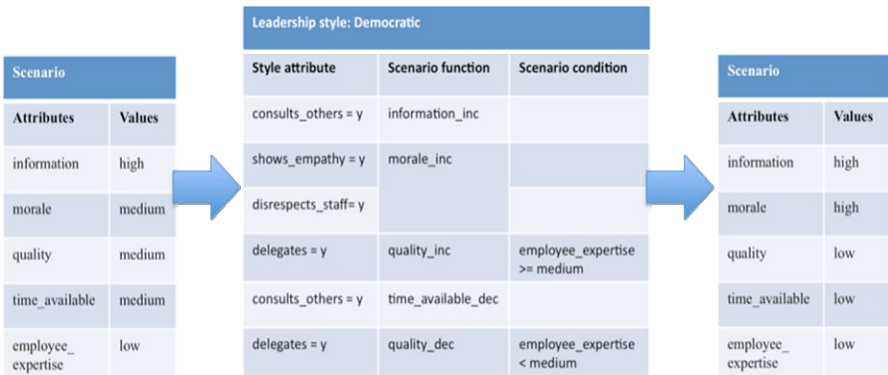 Scenario
Attributes Values
information high
morale medium
quality medium
time_available medium
employee_ low
expertise
Leadership style: Democratic
Style attribute Scenario function Scenario condition
consults_others = y information_inc
shows_empathy = y morale_inc
disrespects_staff= y
delegates = y quality_inc employee_expertise
>= medium
consults_others = y time_available_dec
delegates = y quality_dec employee_expertise
< medium
Scenario
Attributes Values
information high
morale high
quality low
time_available low
employee_ low
expertise